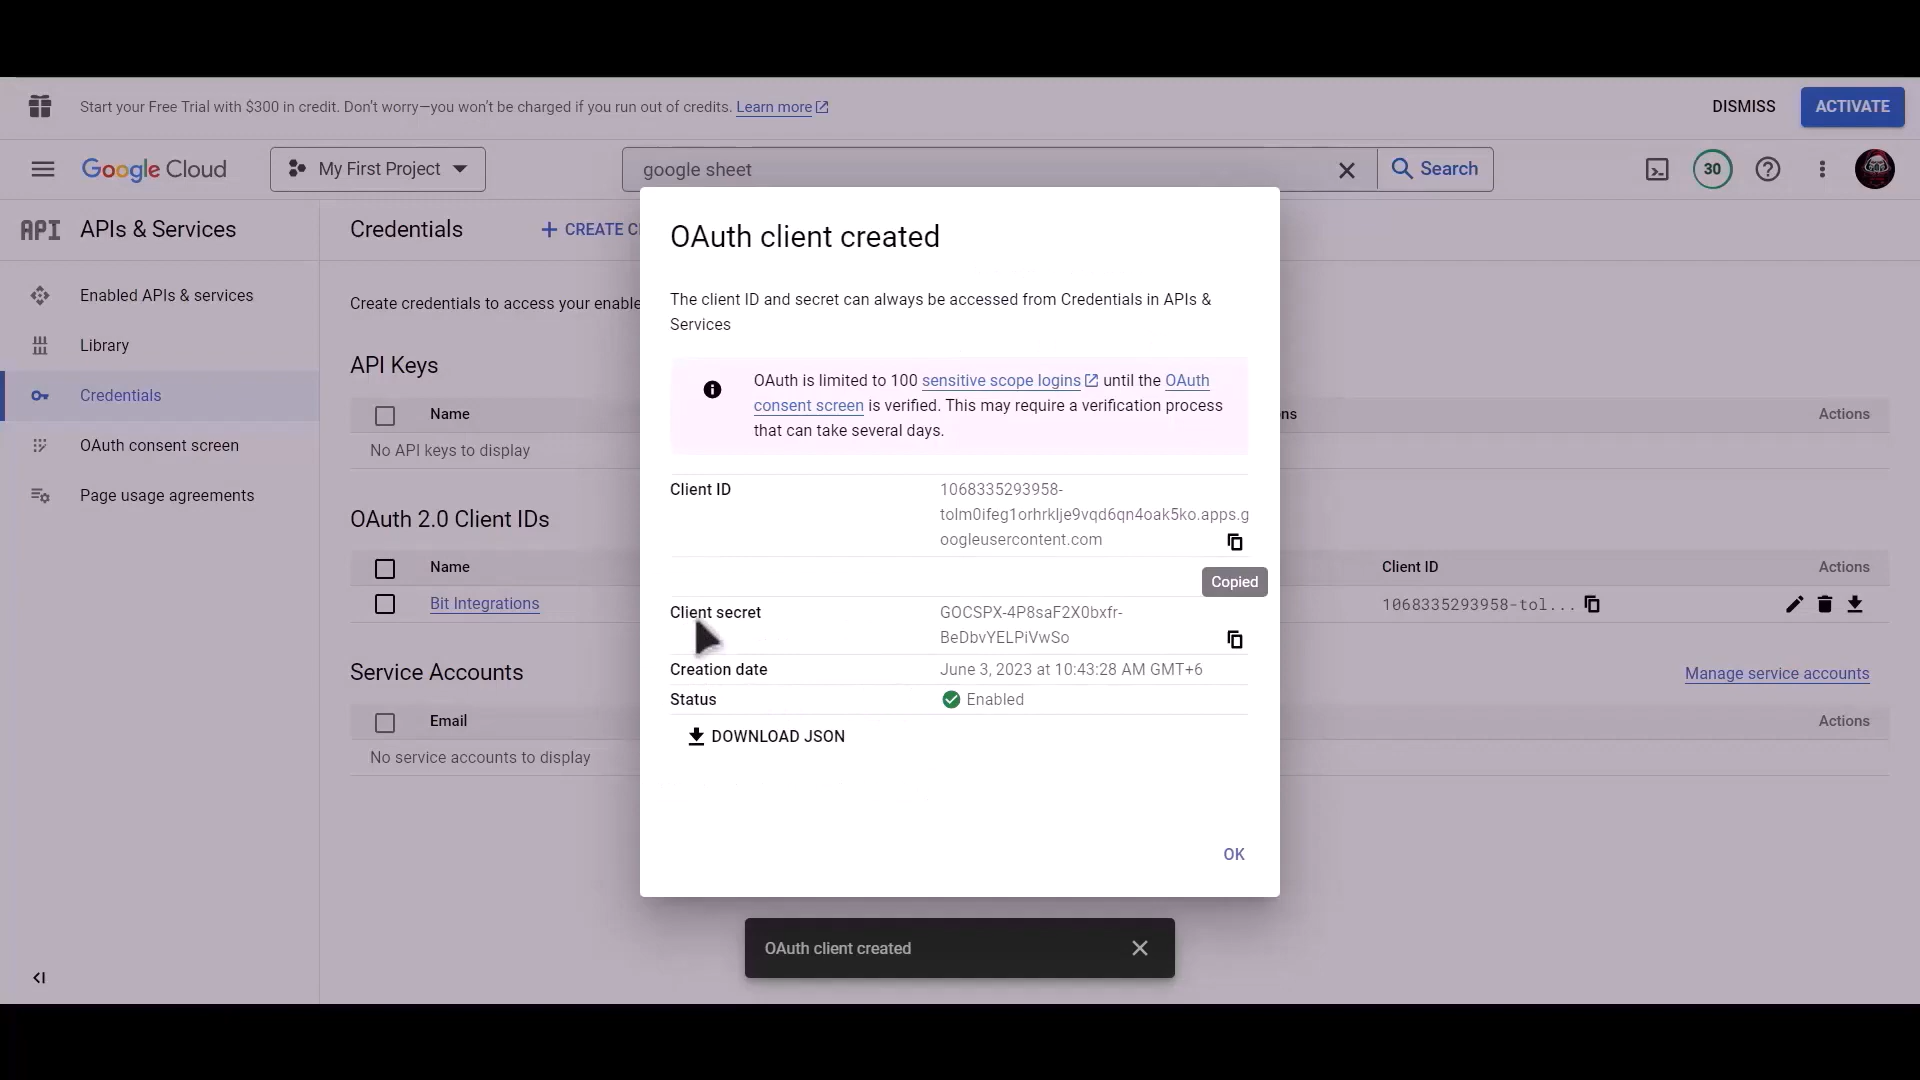 Start your Free Trial with $300 in credit. Don't worry—you won't be charged if you run out of credits. Learn more
DISMISS
ACTIVATE
Google Cloud
My First Project
google sheet
Search
30
API
APIs & Services
Credentials
+ CREATE C
Enabled APIs & services
Library
Credentials
OAuth consent screen
Page usage agreements
Create credentials to access your enable
API Keys
Name
ns
Actions
No API keys to display
OAuth 2.0 Client IDs
Name
Client ID
Actions
Bit Integrations
1068335293958-tol...
Service Accounts
Manage service accounts
Email
Actions
No service accounts to display
OAuth client created
The client ID and secret can always be accessed from Credentials in APIs &
Services
OAuth is limited to 100 sensitive scope logins until the OAuth
consent screen is verified. This may require a verification process
that can take several days.
Client ID
1068335293958-
tolm0ifeg1orhrklje9vqd6qn4oak5ko.apps.g
oogleusercontent.com
Copied
Client secret
GOCSPX-4P8saF2X0bxfr-
BeDbvYELPiVwSo
Creation date
June 3, 2023 at 10:43:28 AM GMT+6
Status
Enabled
DOWNLOAD JSON
OK
OAuth client created